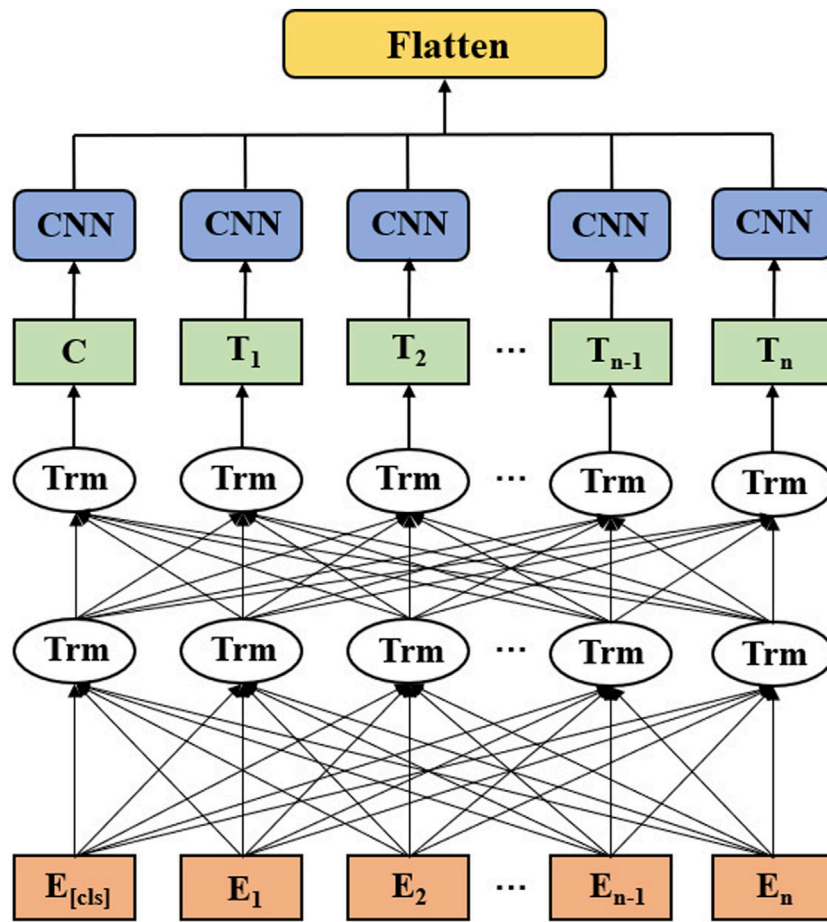 Flatten
CNN CNN CNN CNN CNN
C T₁ T₂ ... Tₙ₋₁ Tₙ
Trm Trm Trm ... Trm Trm
Trm Trm Trm ... Trm Trm
E[cls] E₁ E₂ ... Eₙ₋₁ Eₙ